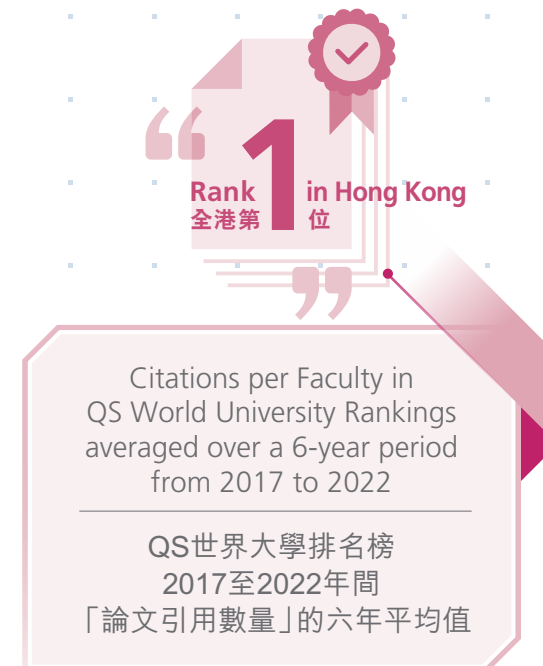 “
Rank 1 in Hong Kong
全港第 位
”
Citations per Faculty in
QS World University Rankings
averaged over a 6-year period
from 2017 to 2022
QS世界大學排名榜
2017至2022年間
「論文引用數量」的六年平均值